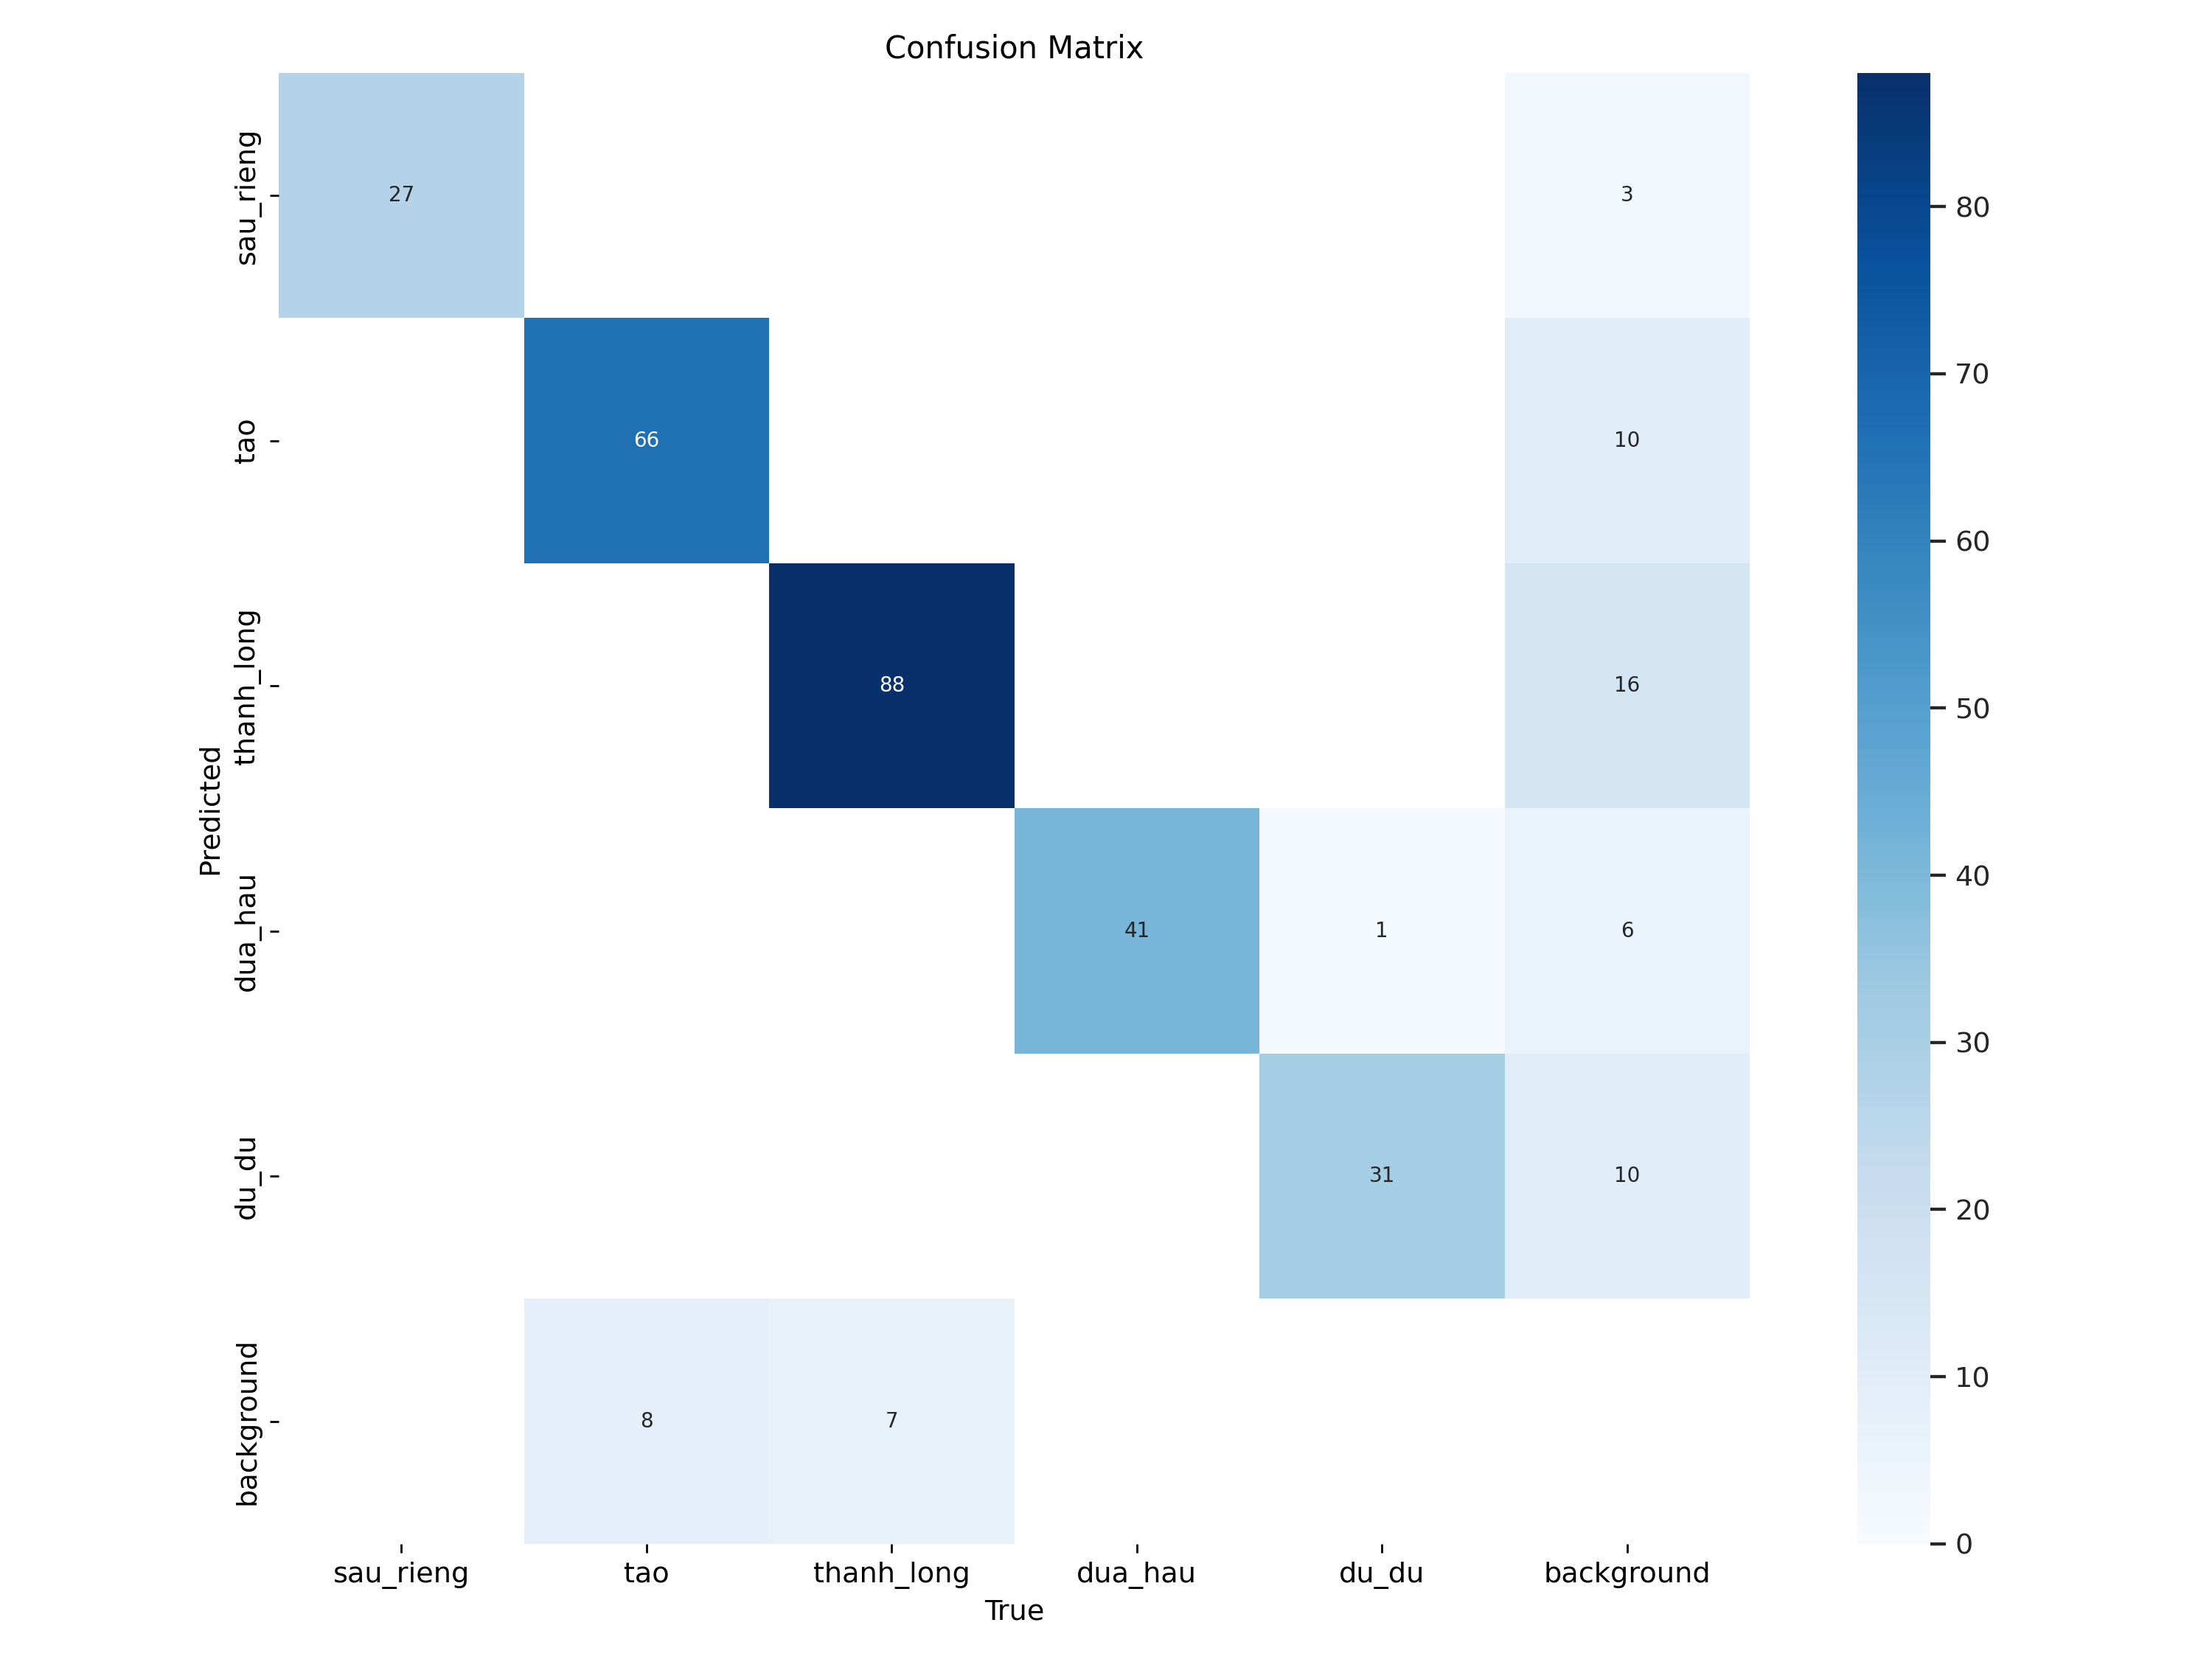 Confusion Matrix
sau_rieng
27
3
80
70
tao
66
10
60
thanh_long
88
16
50
Predicted
40
dua_hau
41
1
6
30
du_du
31
10
20
background
8
7
10
0
sau_rieng
tao
thanh_long
dua_hau
du_du
background
True